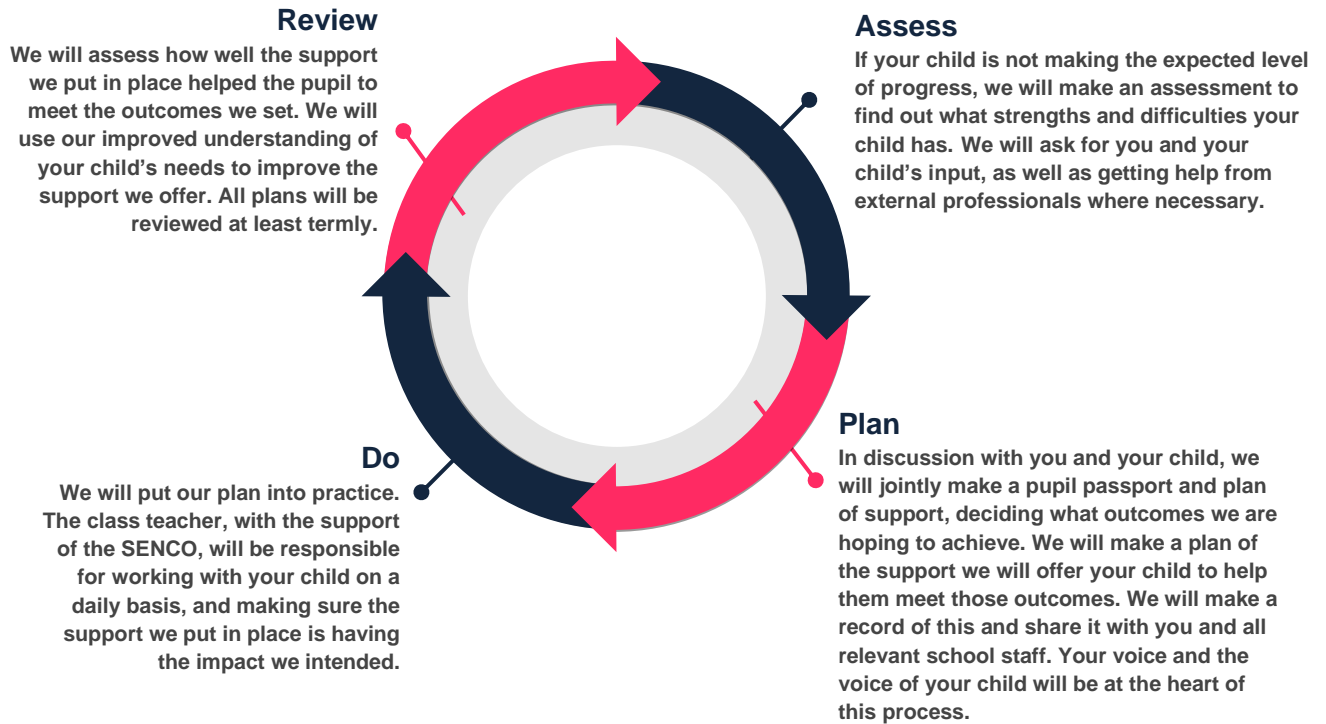 Review
We will assess how well the support
we put in place helped the pupil to
meet the outcomes we set. We will
use our improved understanding of
your child’s needs to improve the
support we offer. All plans will be
reviewed at least termly.
Assess
If your child is not making the expected level
of progress, we will make an assessment to
find out what strengths and difficulties your
child has. We will ask for you and your
child’s input, as well as getting help from
external professionals where necessary.
Plan
In discussion with you and your child, we
will jointly make a pupil passport and plan
of support, deciding what outcomes we are
hoping to achieve. We will make a plan of
the support we will offer your child to help
them meet those outcomes. We will make a
record of this and share it with you and all
relevant school staff. Your voice and the
voice of your child will be at the heart of
this process.
Do
We will put our plan into practice.
The class teacher, with the support
of the SENCO, will be responsible
for working with your child on a
daily basis, and making sure the
support we put in place is having
the impact we intended.